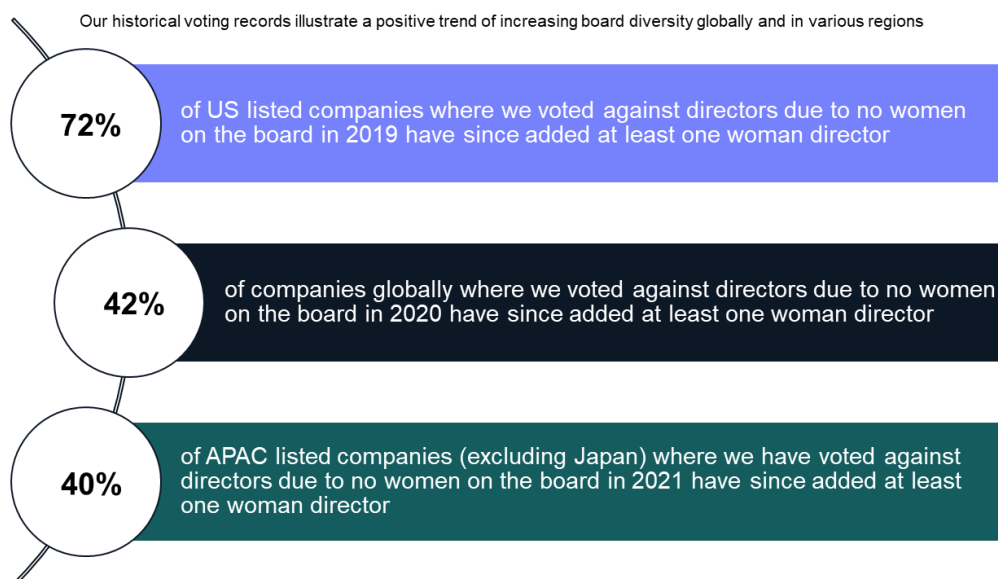 Our historical voting records illustrate a positive trend of increasing board diversity globally and in various regions
72%
of US listed companies where we voted against directors due to no women
on the board in 2019 have since added at least one woman director
42%
of companies globally where we voted against directors due to no women
on the board in 2020 have since added at least one woman director
40%
of APAC listed companies (excluding Japan) where we have voted against
directors due to no women on the board in 2021 have since added at least
one woman director